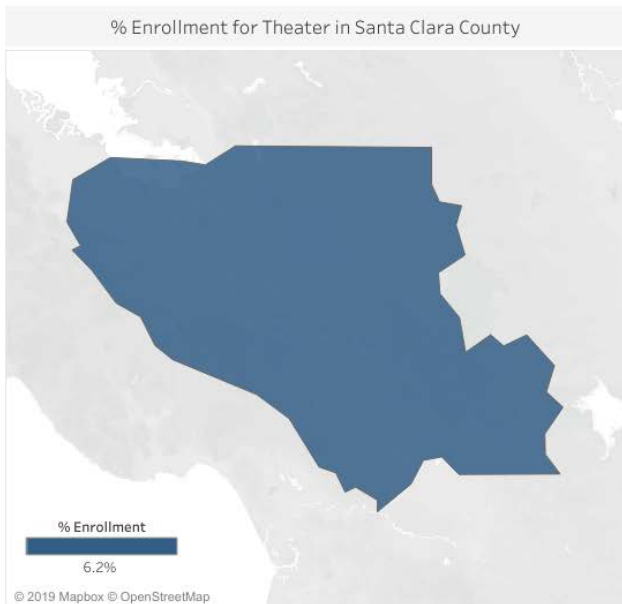 % Enrollment for Theater in Santa Clara County
% Enrollment
6.2%
© 2019 Mapbox © OpenStreetMap